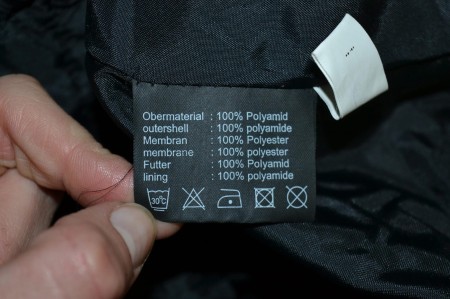 Obermaterial : 100% Polyamid
outershell : 100% polyamide
Membran : 100% Polyester
membrane : 100% polyester
Futter : 100% Polyamid
lining : 100% polyamide
30°C